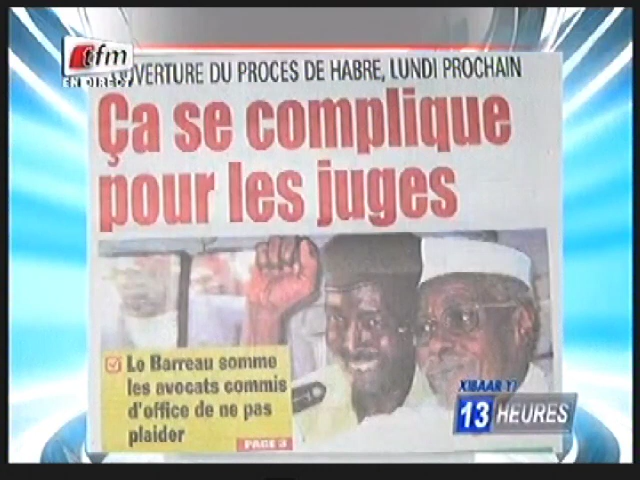 tfm
EN DIRECT
OUVERTURE DU PROCES DE HABRE, LUNDI PROCHAIN
Ça se complique
pour les juges
Le Barreau somme
les avocats commis
d'office de ne pas
plaider
PAGE 3
XIBAAR YI
13 HEURES